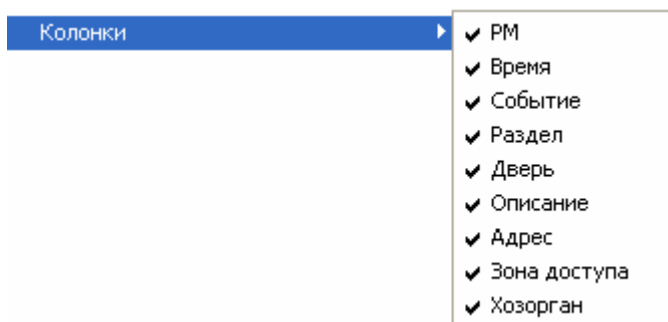 Колонки
РМ
Время
Событие
Раздел
Дверь
Описание
Адрес
Зона доступа
Хозорган